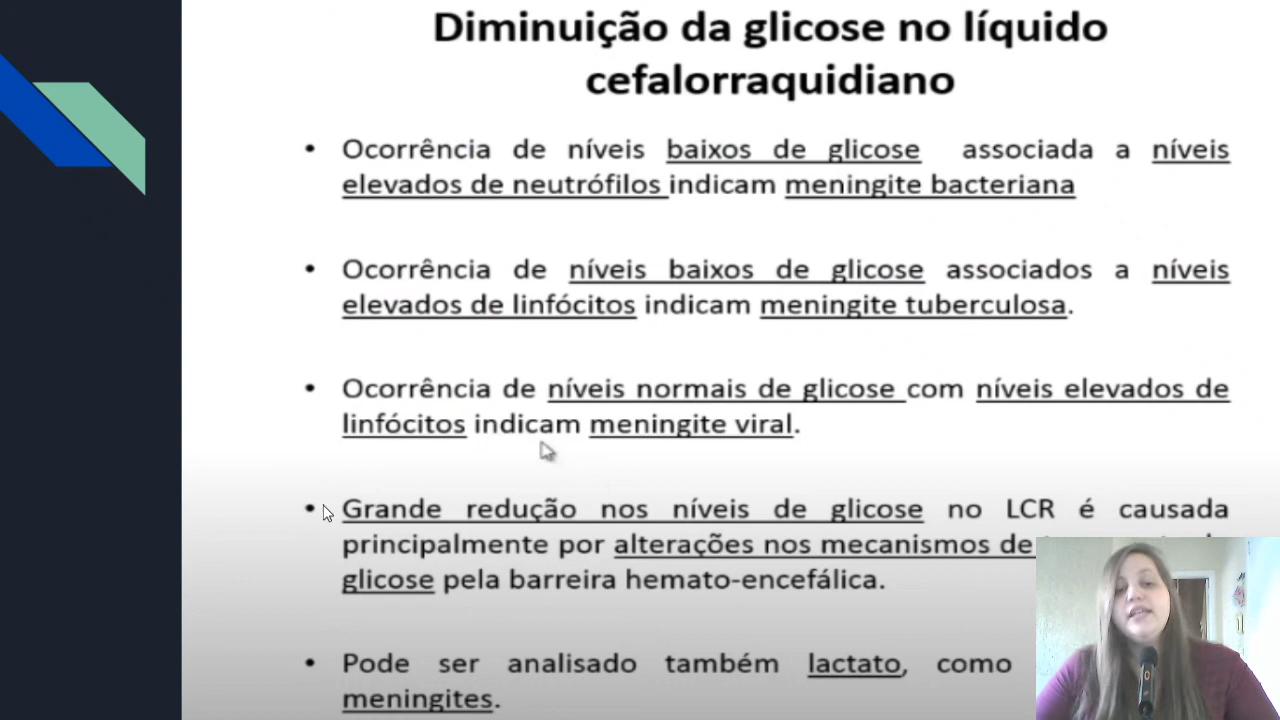 Diminuição da glicose no líquido
cefalorraquidiano
• Ocorrência de níveis baixos de glicose associada a níveis
elevados de neutrófilos indicam meningite bacteriana
• Ocorrência de níveis baixos de glicose associados a níveis
elevados de linfócitos indicam meningite tuberculosa.
• Ocorrência de níveis normais de glicose com níveis elevados de
linfócitos indicam meningite viral.
• Grande redução nos níveis de glicose no LCR é causada
principalmente por alterações nos mecanismos de
glicose pela barreira hemato-encefálica.
• Pode ser analisado também lactato, como
meningites.